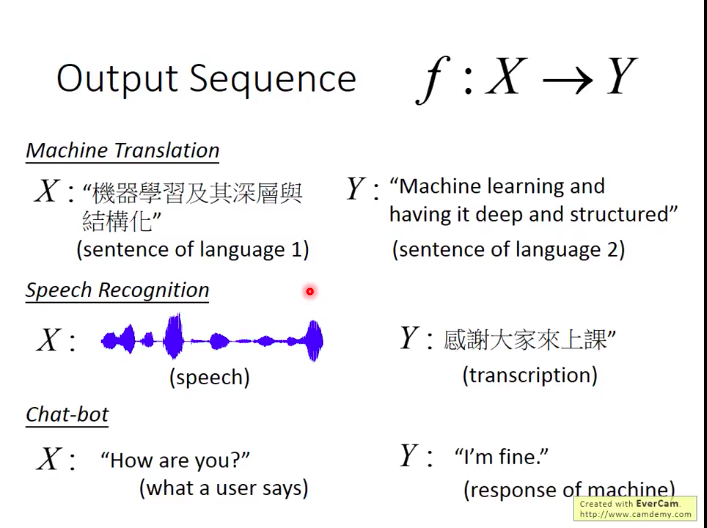 Output Sequence f : X → Y
Machine Translation
X : “機器學習及其深層與
結構化”
(sentence of language 1)
Y : “Machine learning and
having it deep and structured”
(sentence of language 2)
Speech Recognition
X :
(speech)
Y : 感謝大家來上課”
(transcription)
Chat-bot
X : “How are you?”
(what a user says)
Y : “I’m fine.”
(response of machine)
Created with EverCam.
http://www.camdemy.com